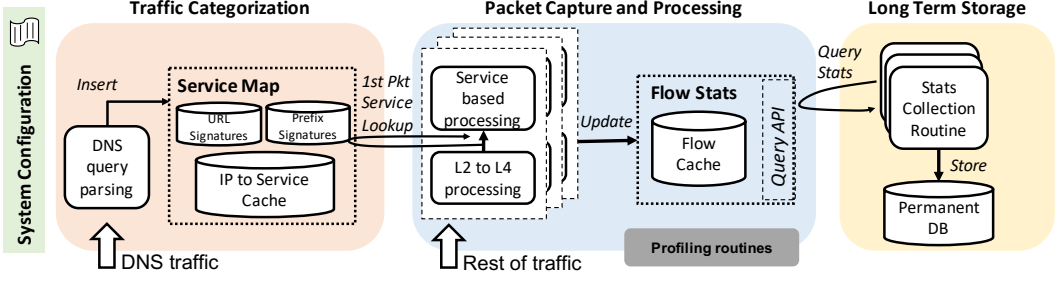 Traffic Categorization
Packet Capture and Processing
Long Term Storage
System Configuration
Insert
DNS
query
parsing
DNS traffic
Service Map
URL
Signatures
Prefix
Signatures
IP to Service
Cache
1st Pkt
Service
Lookup
Service
based
processing
L2 to L4
processing
Rest of traffic
Update
Flow Stats
Flow
Cache
Query API
Profiling routines
Query
Stats
Stats
Collection
Routine
Store
Permanent
DB